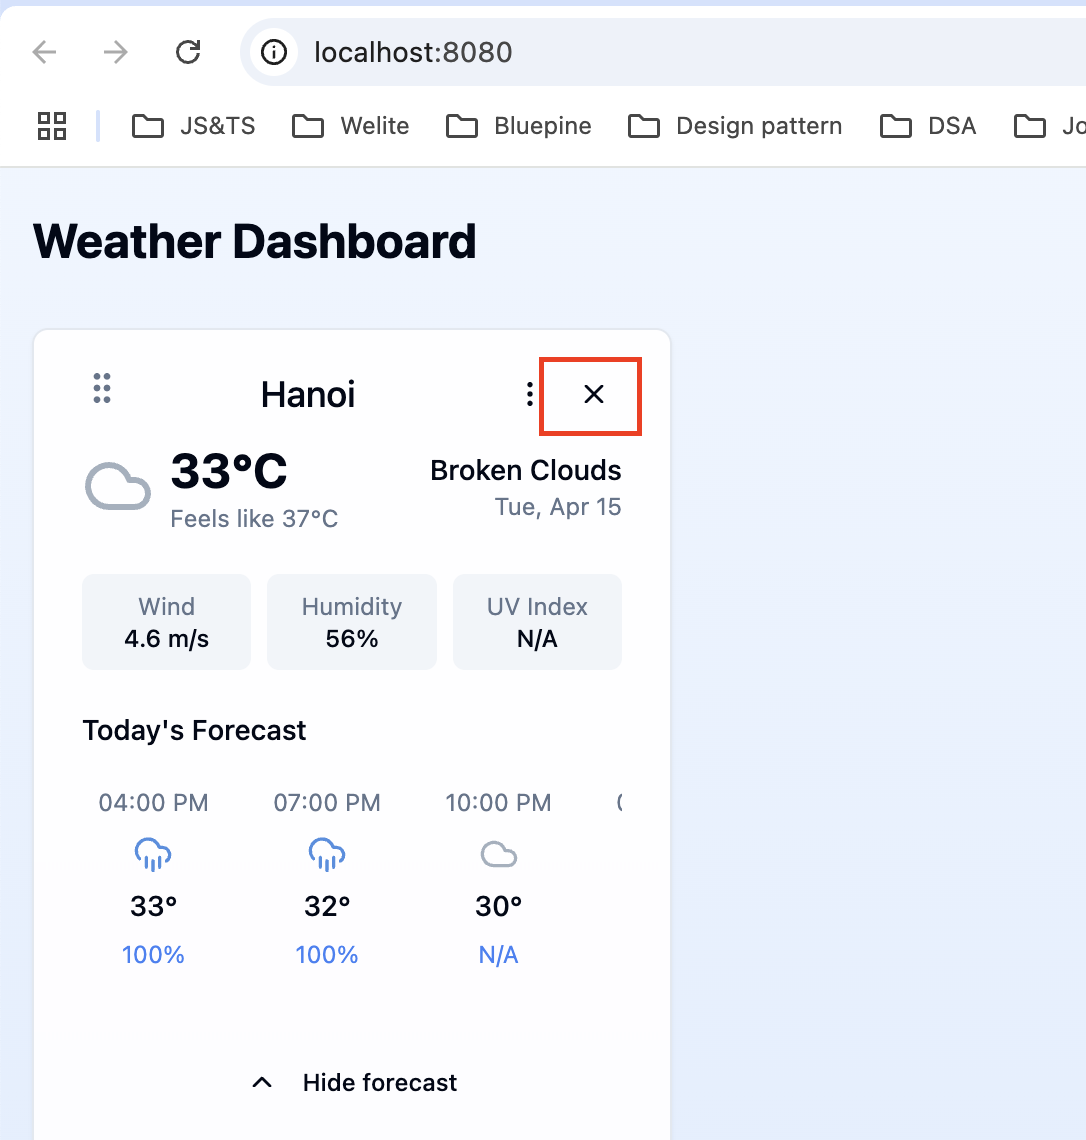 localhost:8080
JS&TS Welite Bluepine Design pattern DSA Jo
Weather Dashboard
Hanoi
33°C
Feels like 37°C
Broken Clouds
Tue, Apr 15
Wind Humidity UV Index
4.6 m/s 56% N/A
Today's Forecast
04:00 PM 07:00 PM 10:00 PM
33° 32° 30°
100% 100% N/A
Hide forecast